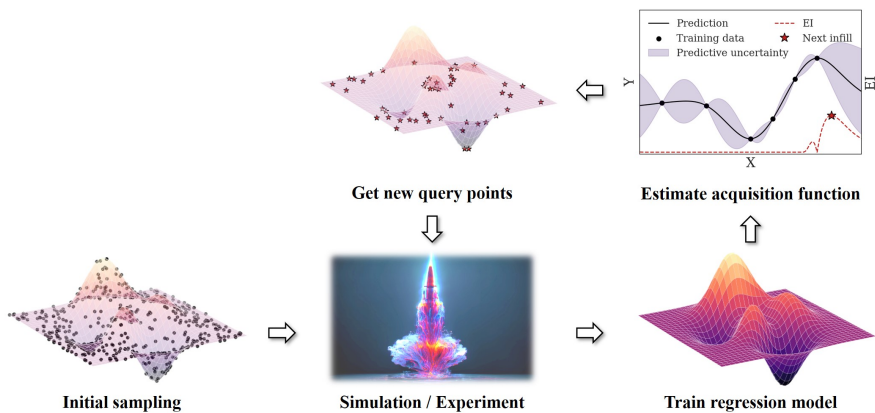 Prediction
Training data
Predictive uncertainty
EI
Next infill
Y
EI
X
Get new query points
Estimate acquisition function
Initial sampling
Simulation / Experiment
Train regression model